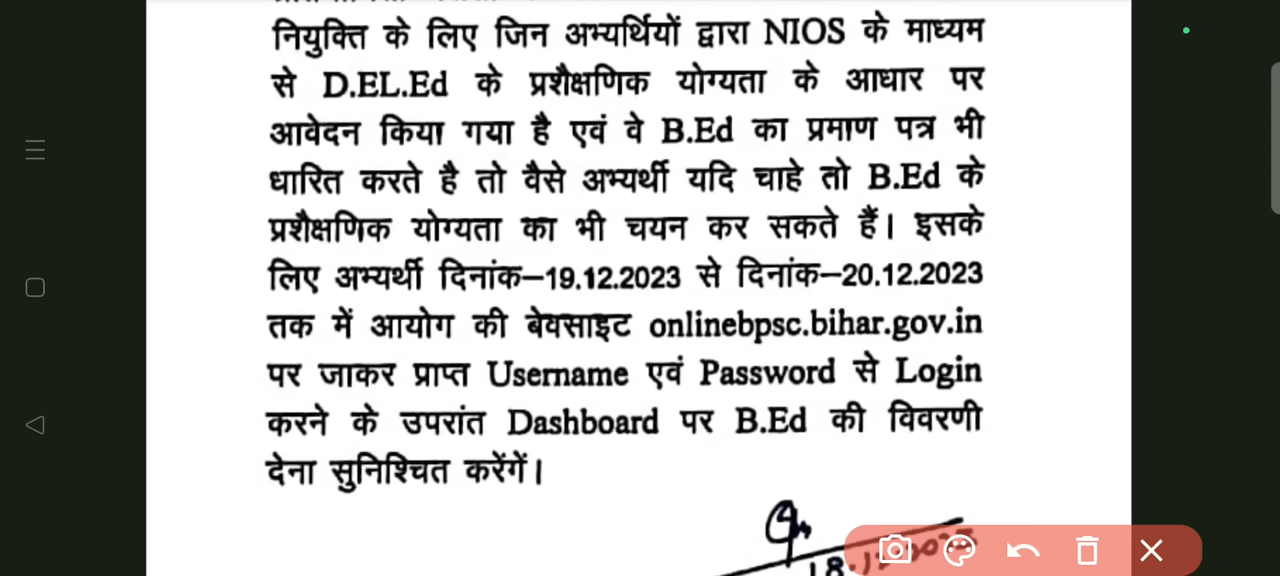 नियुक्ति के लिए जिन अभ्यर्थियों द्वारा NIOS के माध्यम
से D.EL.Ed के प्रशैक्षणिक योग्यता के आधार पर
आवेदन किया गया है एवं वे B.Ed का प्रमाण पत्र भी
धारित करते है तो वैसे अभ्यर्थी यदि चाहे तो B.Ed के
प्रशैक्षणिक योग्यता का भी चयन कर सकते हैं। इसके
लिए अभ्यर्थी दिनांक–19.12.2023 से दिनांक–20.12.2023
तक में आयोग की बेवसाइट onlinebpsc.bihar.gov.in
पर जाकर प्राप्त Username एवं Password से Login
करने के उपरांत Dashboard पर B.Ed की विवरणी
देना सुनिश्चित करेंगें।